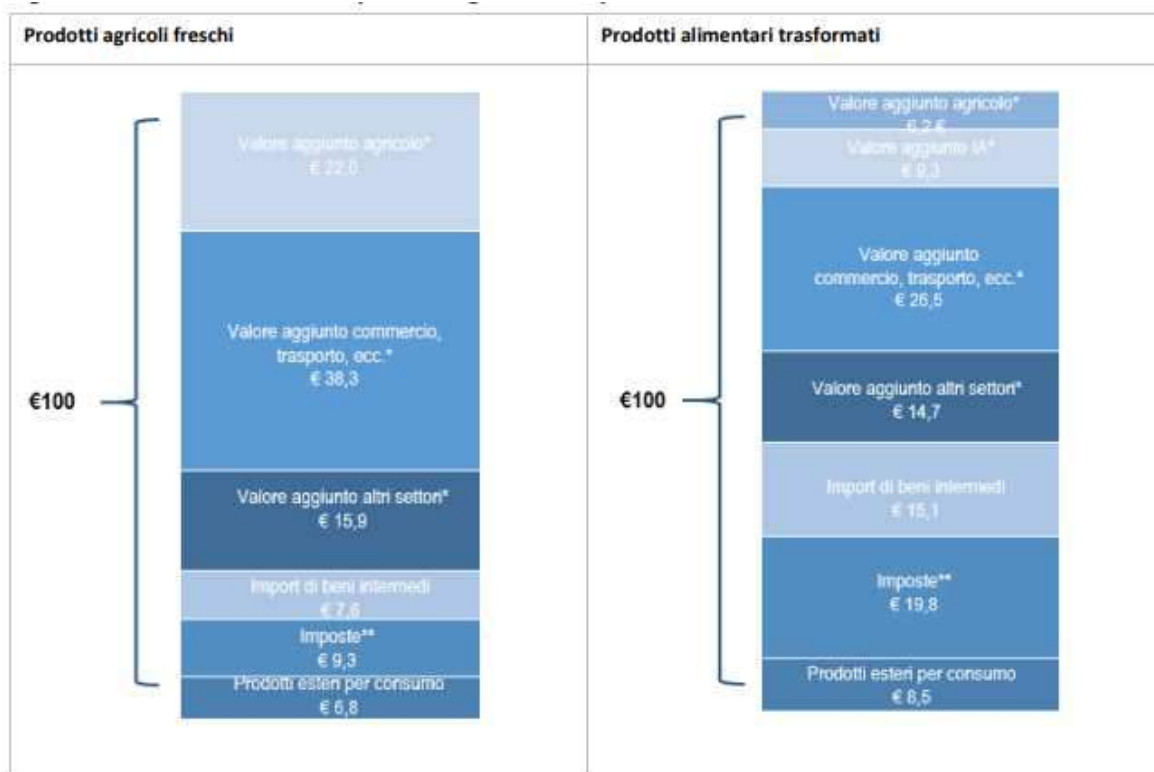 Prodotti agricoli freschi
Valore aggiunto agricolo*
€ 22,0
Valore aggiunto commercio,
trasporto, ecc.*
€ 38,3
€100
Valore aggiunto altri settori*
€ 15,9
Import di beni intermedi
€ 7,6
Imposte**
€ 9,3
Prodotti esteri per consumo
€ 6,8
Prodotti alimentari trasformati
Valore aggiunto agricolo*
6,2 €
Valore aggiunto IA*
€ 9,3
Valore aggiunto
commercio, trasporto, ecc.*
€ 26,5
€100
Valore aggiunto altri settori*
€ 14,7
Import di beni intermedi
€ 15,1
Imposte**
€ 19,8
Prodotti esteri per consumo
€ 8,5